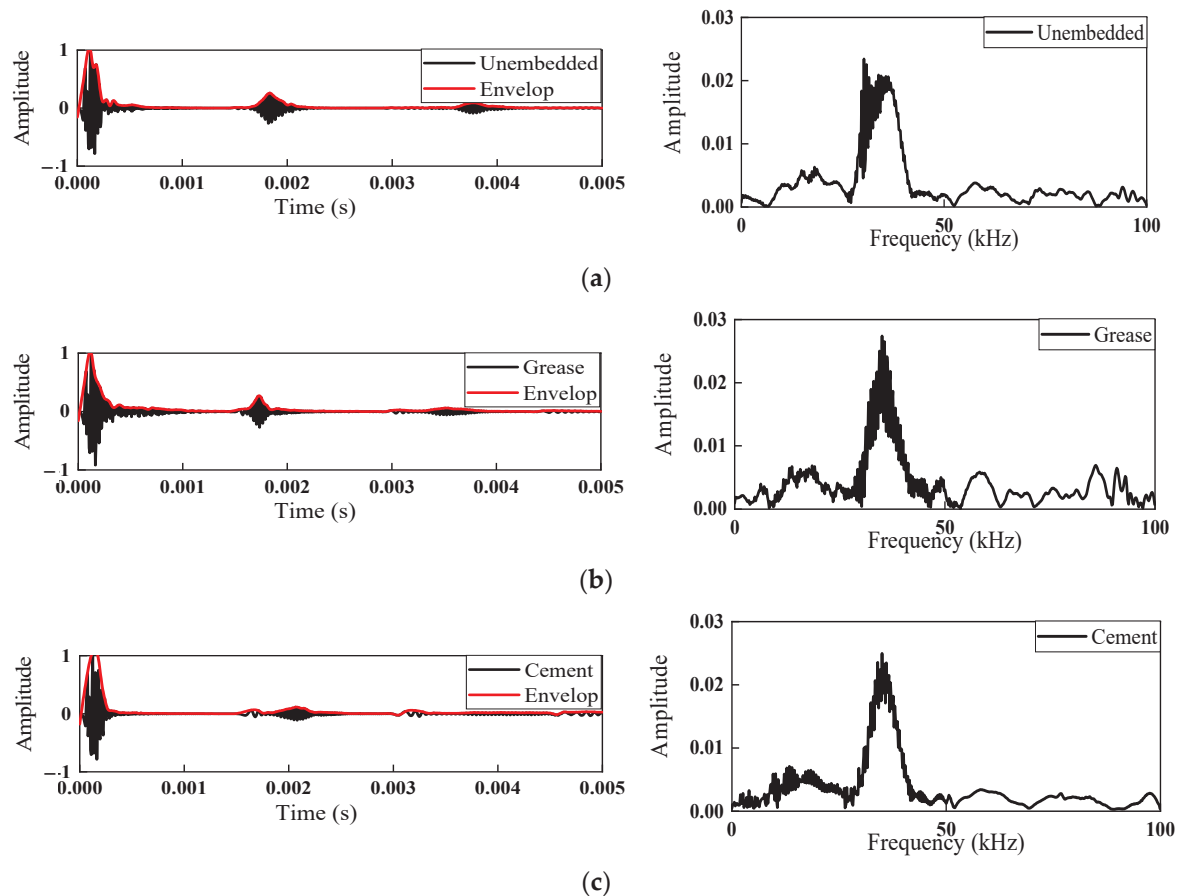 Amplitude
1
0
−1
Unembedded
Envelop
0.000 0.001 0.002 0.003 0.004 0.005
Time (s)
Amplitude
0.03
0.02
0.01
0.00
Unembedded
0 50 100
Frequency (kHz)
(a)
Amplitude
1
0
−1
Grease
Envelop
0.000 0.001 0.002 0.003 0.004 0.005
Time (s)
Amplitude
0.03
0.02
0.01
0.00
Grease
0 50 100
Frequency (kHz)
(b)
Amplitude
1
0
−1
Cement
Envelop
0.000 0.001 0.002 0.003 0.004 0.005
Time (s)
Amplitude
0.03
0.02
0.01
0.00
Cement
0 50 100
Frequency (kHz)
(c)